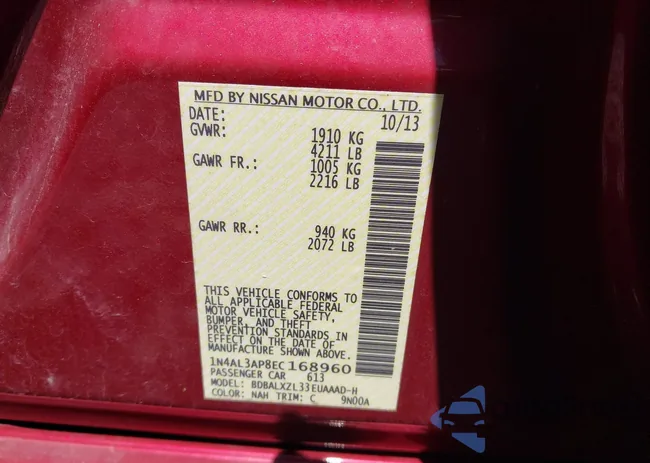 MFD BY NISSAN MOTOR CO., LTD.
DATE: 10/13
GVWR: 1910 KG
4211 LB
GAWR FR.: 1005 KG
2216 LB
GAWR RR.: 940 KG
2072 LB
THIS VEHICLE CONFORMS TO
ALL APPLICABLE FEDERAL
MOTOR VEHICLE SAFETY,
BUMPER, AND THEFT
PREVENTION STANDARDS IN
EFFECT ON THE DATE OF
MANUFACTURE SHOWN ABOVE.
1N4AL3AP8EC168960
PASSENGER CAR 613
MODEL: BDBALXZL33EUAAAD-H
COLOR: NAH TRIM: C 9N00A